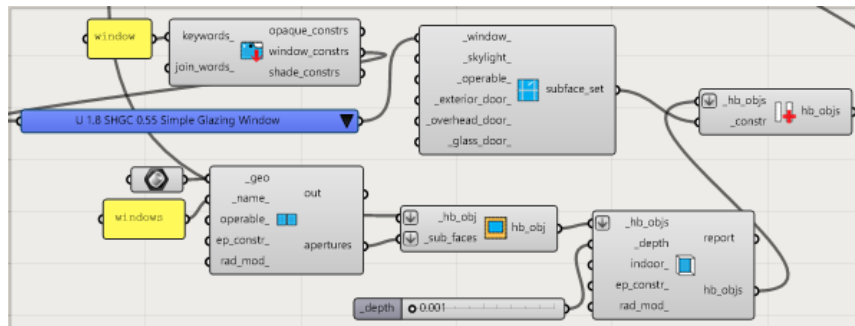 window
keywords_
join_words_
opaque_constrs
window_constrs
shade_constrs
U 1.8 SHGC 0.55 Simple Glazing Window
_window_
_skylight_
_operable_
_exterior_door_
_overhead_door_
_glass_door_
subface_set
_hb_objs
_constr
hb_objs
windows
_geo
_name_
operable_
ep_constr_
rad_mod_
out
apertures
_hb_obj
_sub_faces
hb_obj
_hb_objs
_depth
indoor_
ep_constr_
rad_mod_
report
hb_objs
_depth
0.001